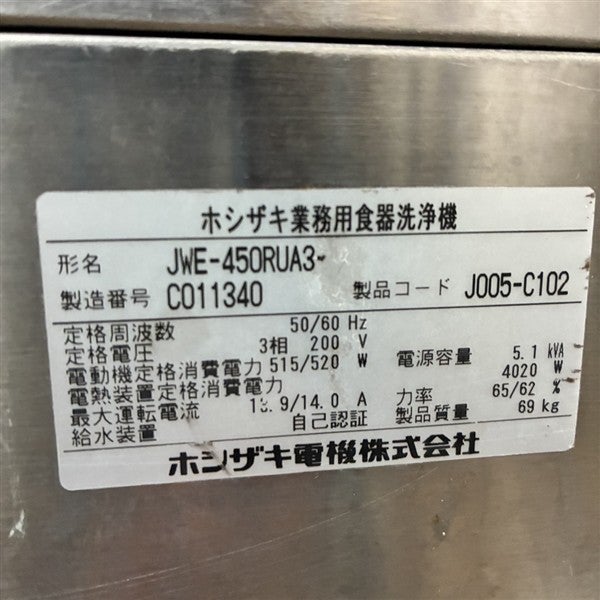 ホシザキ業務用食器洗浄機
形名 JWE-450RUA3-
製造番号 C011340 製品コード J005-C102
定格周波数 50/60 Hz
定格電圧 3相 200 V
電動機定格消費電力 515/520 W 電源容量 5.1 kVA
電熱装置定格消費電力 4020 W
最大運転電流 13.9/14.0 A 力率 65/62 %
給水装置 自己認証 製品質量 69 kg
ホシザキ電機株式会社